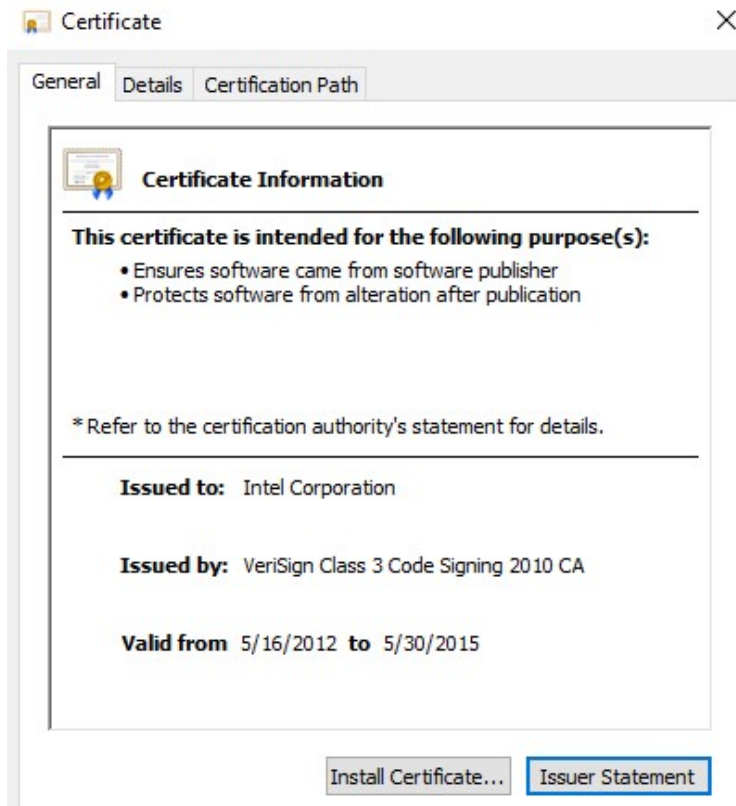 Certificate
General Details Certification Path
Certificate Information
This certificate is intended for the following purpose(s):
• Ensures software came from software publisher
• Protects software from alteration after publication
* Refer to the certification authority's statement for details.
Issued to: Intel Corporation
Issued by: VeriSign Class 3 Code Signing 2010 CA
Valid from 5/16/2012 to 5/30/2015
Install Certificate... Issuer Statement